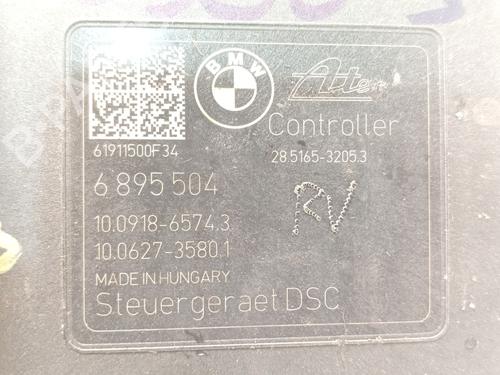 BMW
Ate
Controller
61911500F34
28.5165-3205.3
6 895 504
RV
10.0918-6574.3
10.0627-3580.1
MADE IN HUNGARY
Steuergeraet DSC